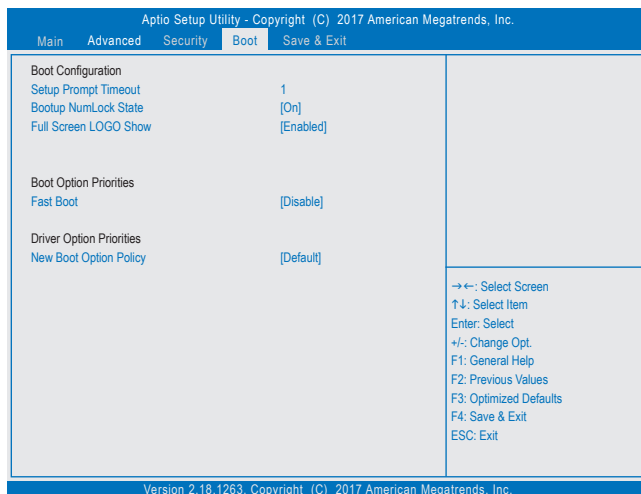 Aptio Setup Utility - Copyright (C) 2017 American Megatrends, Inc.
Main Advanced Security Boot Save & Exit
Boot Configuration
Setup Prompt Timeout 1
Bootup NumLock State [On]
Full Screen LOGO Show [Enabled]
Boot Option Priorities
Fast Boot [Disable]
Driver Option Priorities
New Boot Option Policy [Default]
→←: Select Screen
↑↓: Select Item
Enter: Select
+/-: Change Opt.
F1: General Help
F2: Previous Values
F3: Optimized Defaults
F4: Save & Exit
ESC: Exit
Version 2.18.1263. Copyright (C) 2017 American Megatrends, Inc.